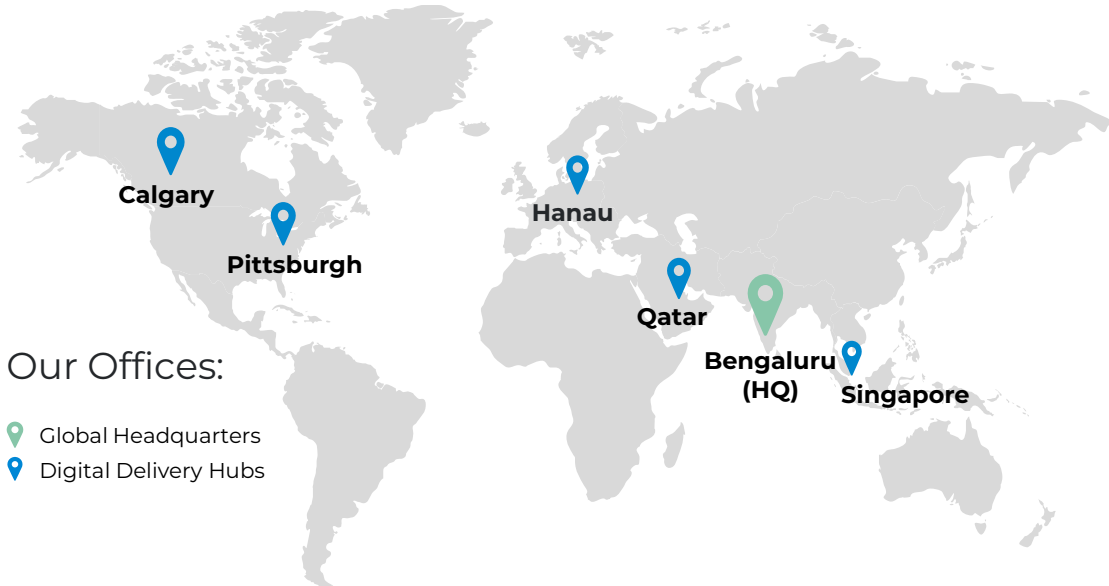 Calgary
Pittsburgh
Hanau
Qatar
Bengaluru
(HQ)
Singapore
Our Offices:
Global Headquarters
Digital Delivery Hubs